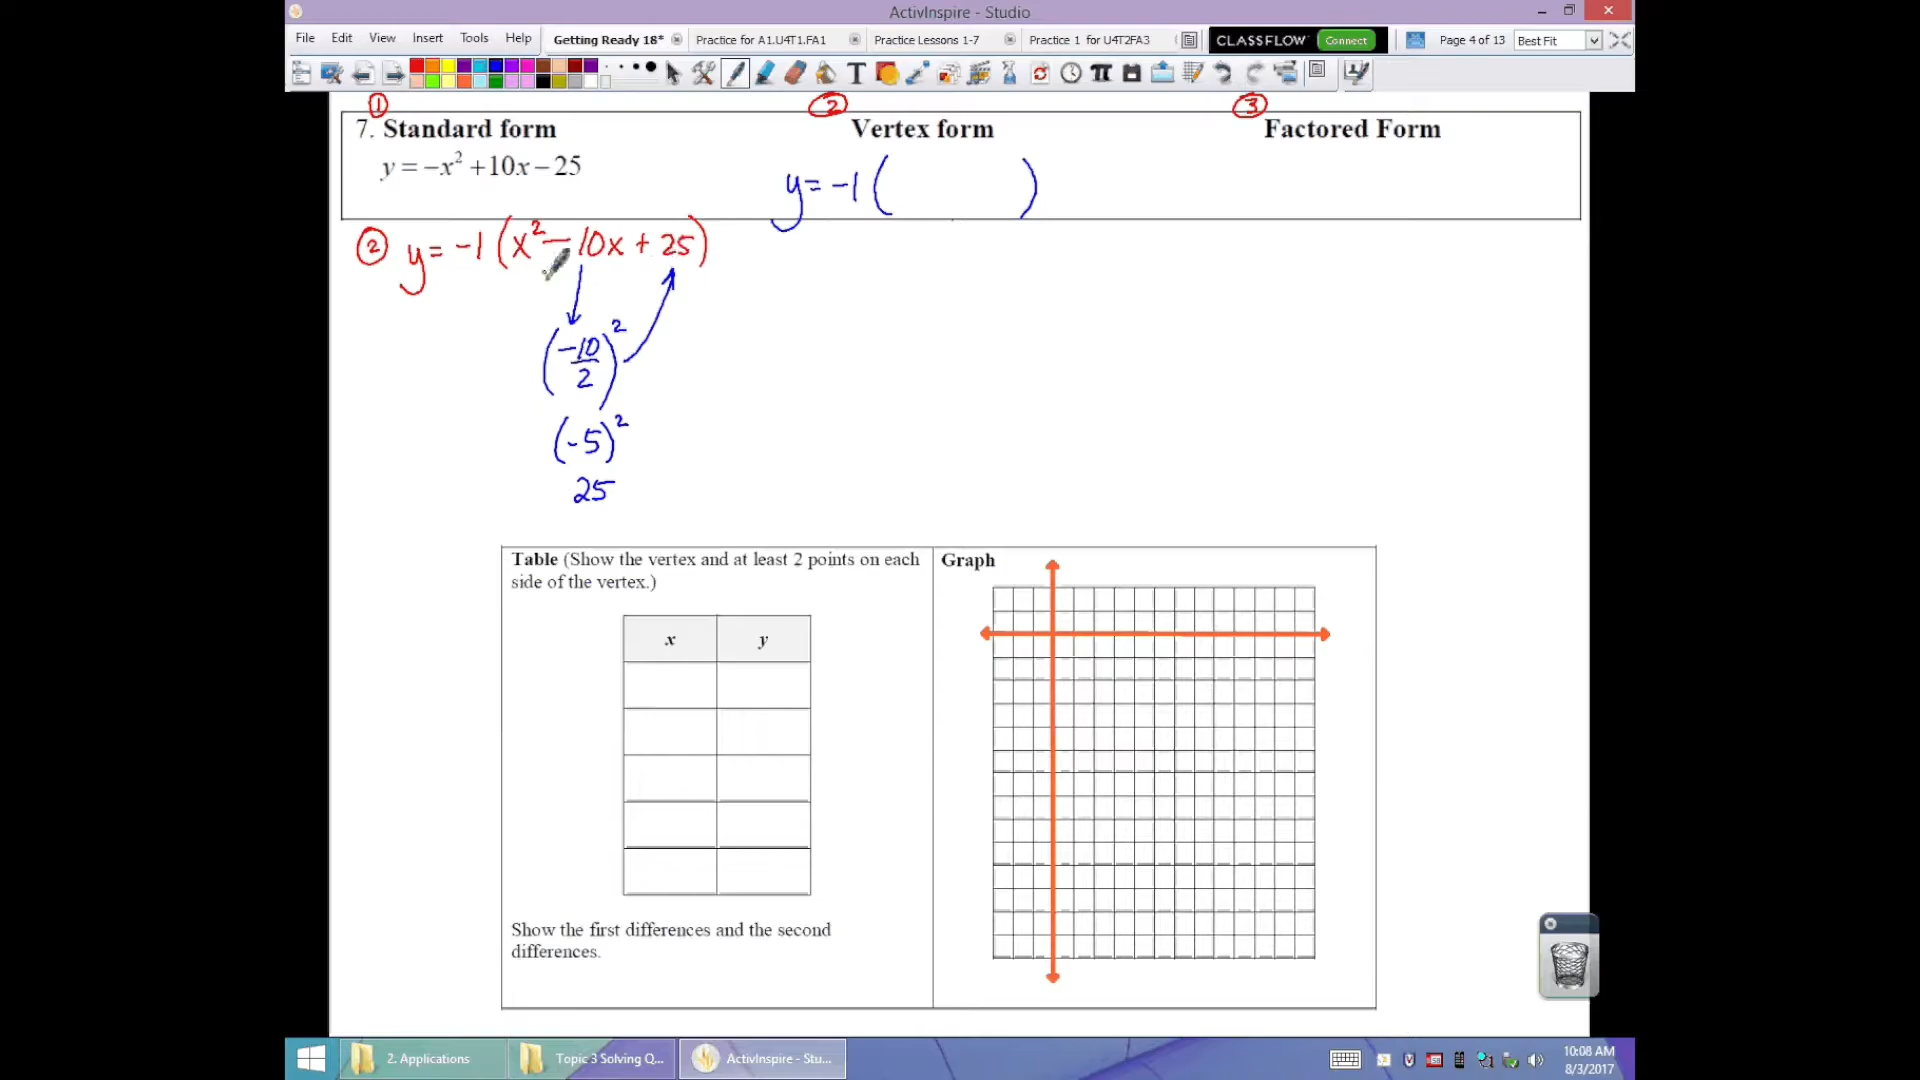 ActivInspire - Studio
File Edit View Insert Tools Help Getting Ready 18* Practice for A1.U4T1.FA1 Practice Lessons 1-7 Practice 1 for U4T2FA3 CLASSFLOW Connect Page 4 of 13 Best Fit
1 2 3
7. Standard form Vertex form Factored Form
y = −x² +10x − 25
y = -1 ( )
2 y = -1 (x² - 10x + 25)
(-10/2)²
(-5)²
25
Table (Show the vertex and at least 2 points on each
side of the vertex.)
Graph
x y
Show the first differences and the second
differences.
2. Applications Topic 3 Solving Q... ActivInspire - Stu...
10:08 AM
8/3/2017